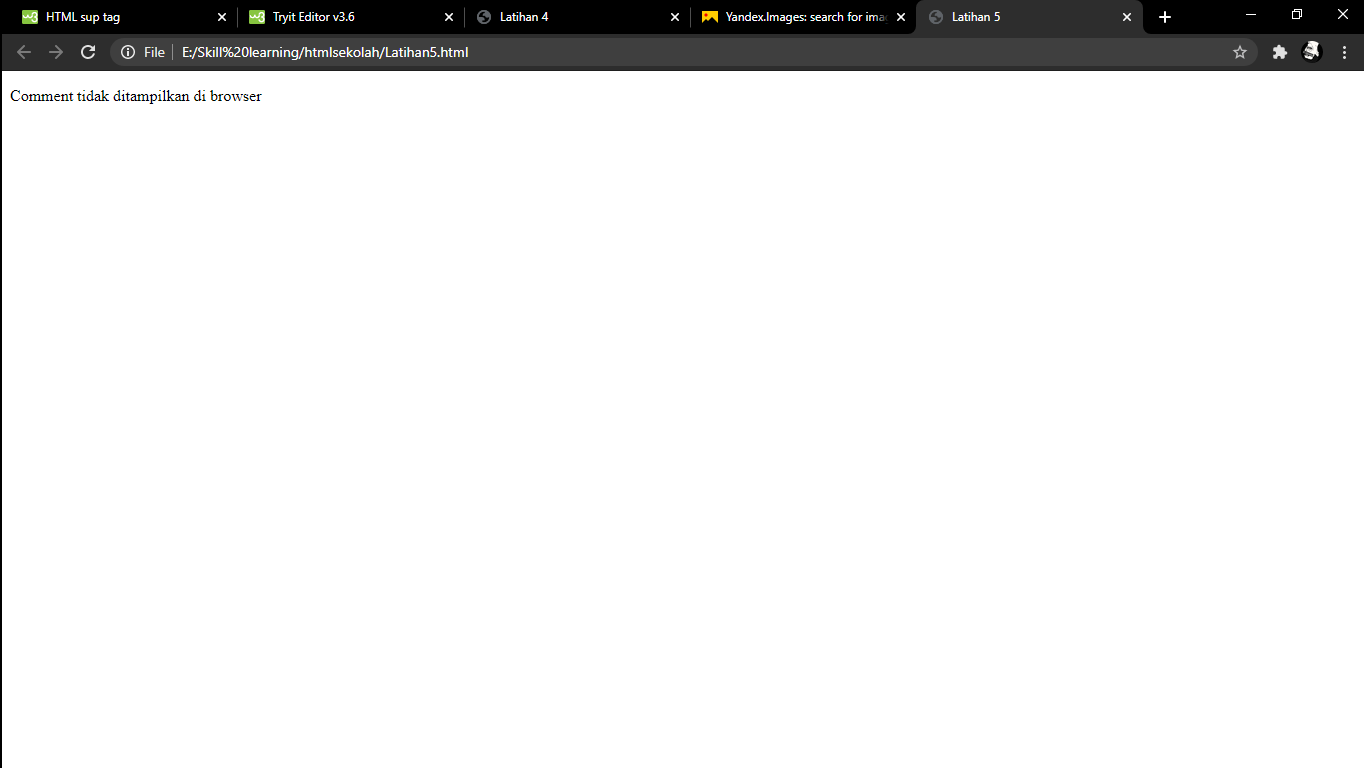 HTML sup tag
Tryit Editor v3.6
Latihan 4
Yandex.Images: search for ima
Latihan 5
File
E:/Skill%20learning/htmlsekolah/Latihan5.html
Comment tidak ditampilkan di browser